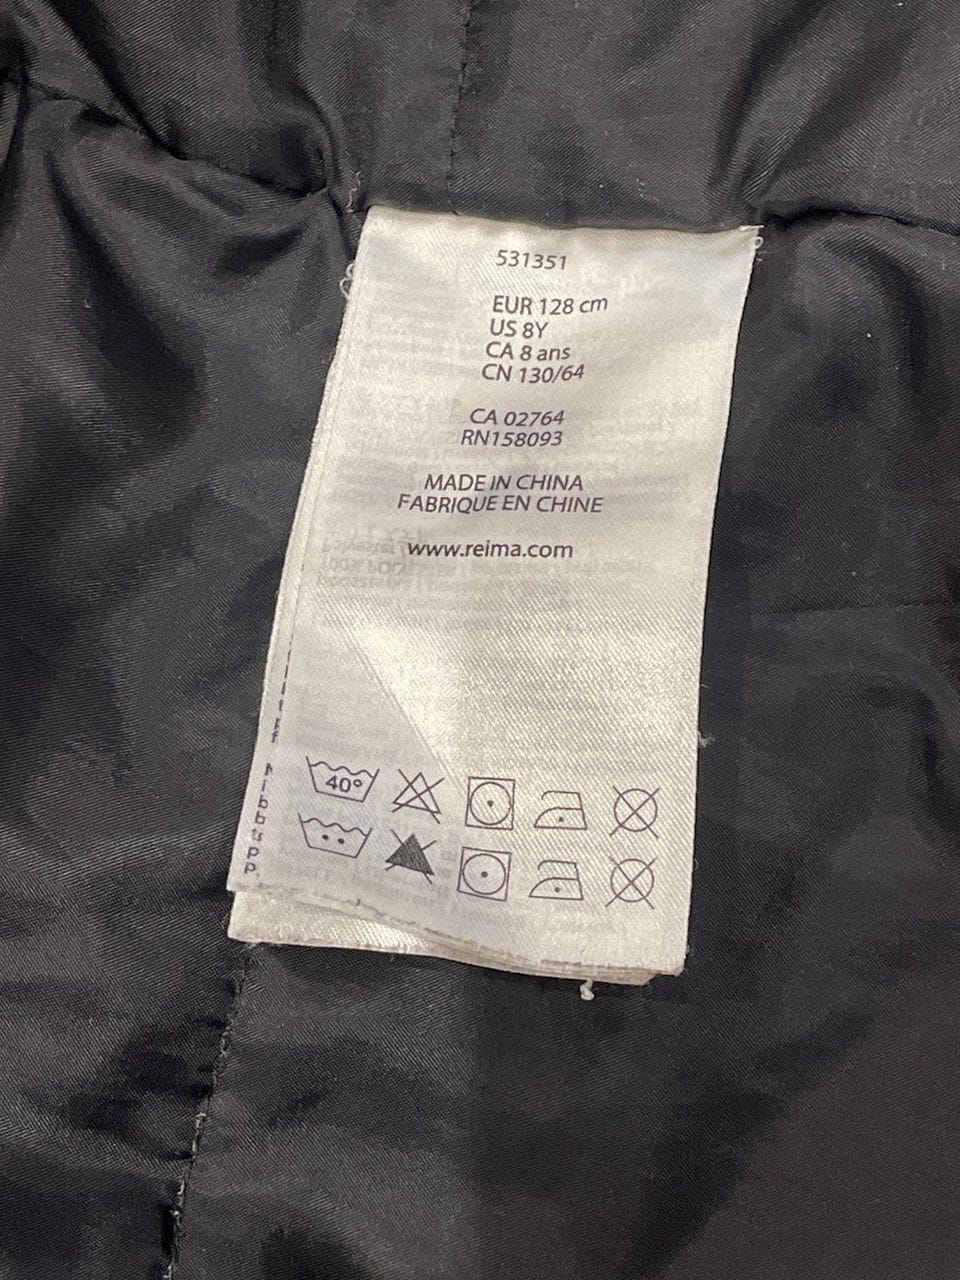 531351
EUR 128 cm
US 8Y
CA 8 ans
CN 130/64
CA 02764
RN158093
MADE IN CHINA
FABRIQUE EN CHINE
www.reima.com
40°